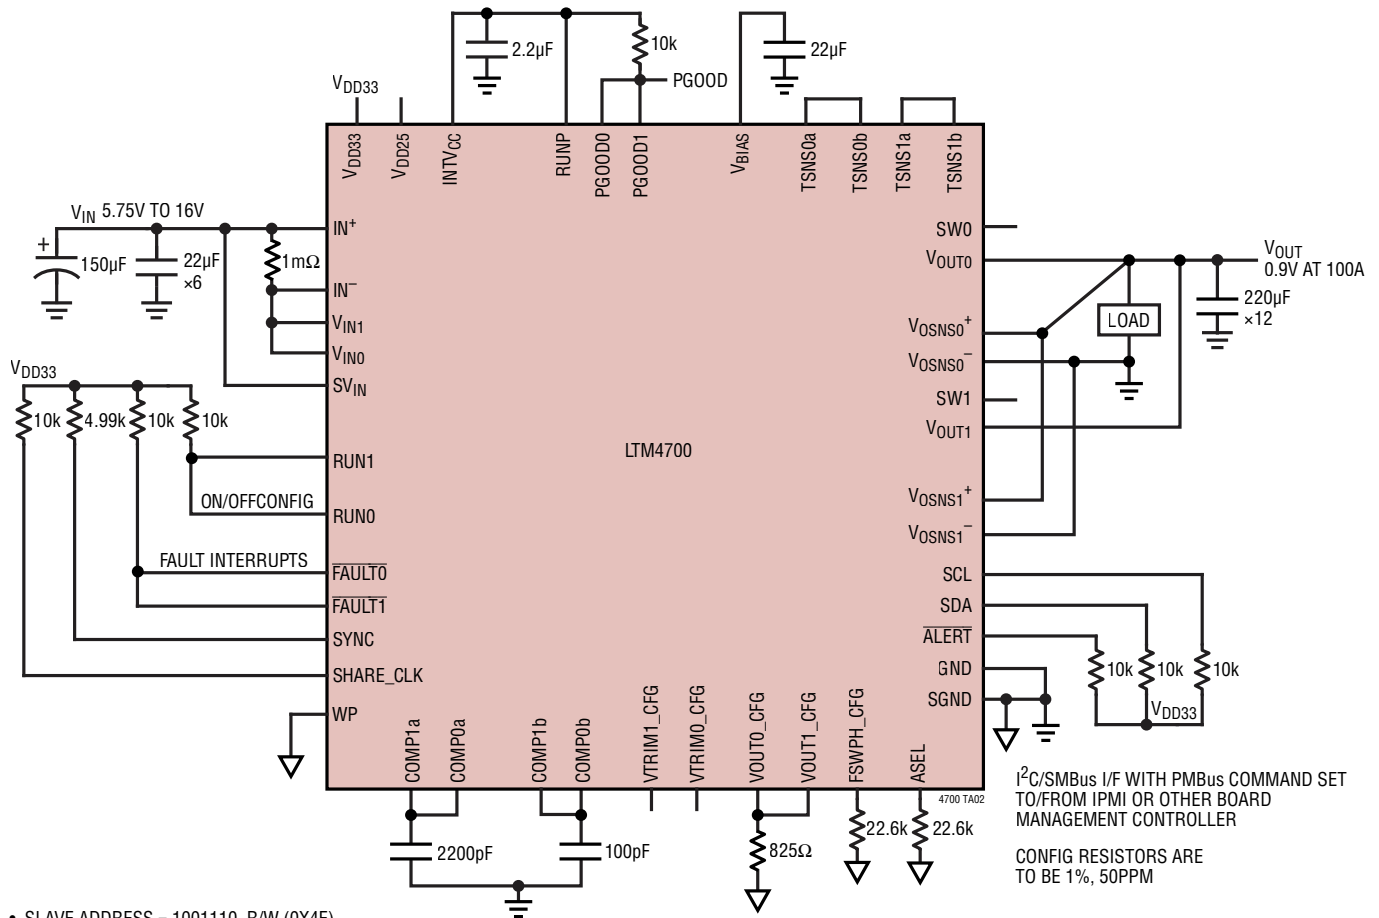 2.2µF
10k
PGOOD
22µF
VDD33
VDD33
VDD25
INTVCC
RUNP
PGOOD0
PGOOD1
VBIAS
TSNS0a
TSNS0b
TSNS1a
TSNS1b
VIN 5.75V TO 16V
150µF
22µF
×6
1mΩ
IN+
IN−
VIN1
VIN0
SVIN
VDD33
10k
4.99k
10k
10k
RUN1
ON/OFFCONFIG
RUN0
FAULT INTERRUPTS
FAULT0
FAULT1
SYNC
SHARE_CLK
WP
LTM4700
SW0
VOUT0
VOSNS0+
VOSNS0−
SW1
VOUT1
VOSNS1+
VOSNS1−
SCL
SDA
ALERT
GND
SGND
VOUT
0.9V AT 100A
LOAD
220µF
×12
10k
10k
10k
VDD33
COMP1a
COMP0a
COMP1b
COMP0b
VTRIM1_CFG
VTRIM0_CFG
VOUT0_CFG
VOUT1_CFG
FSWPH_CFG
ASEL
4700 TA02
2200pF
100pF
825Ω
22.6k
22.6k
I2C/SMBus I/F WITH PMBus COMMAND SET
TO/FROM IPMI OR OTHER BOARD
MANAGEMENT CONTROLLER
CONFIG RESISTORS ARE
TO BE 1%, 50PPM
• SLAVE ADDRESS = 1001110_R/W (0X4E)